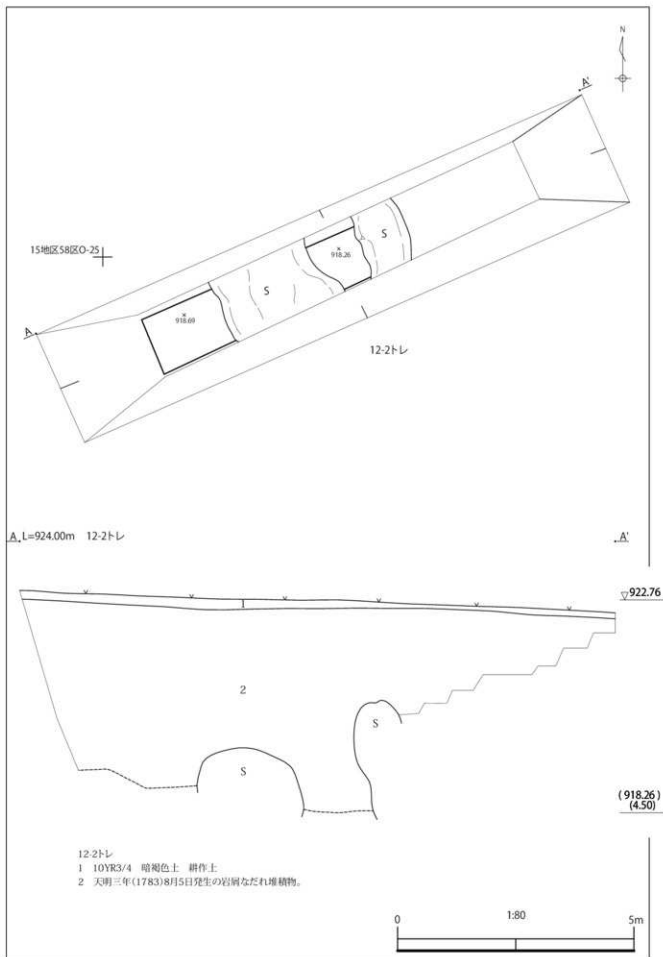 N
A'
15地区58区O-25
S
918.26
S
918.69
A
12-2トレ
A L=924.00m 12-2トレ
A'
1
922.76
2
S
S
(918.26)
(4.50)
12-2トレ
1 10YR3/4 暗褐色土 耕作土
2 天明三年(1783)8月5日発生の岩屑なだれ堆積物。
0 1:80 5m